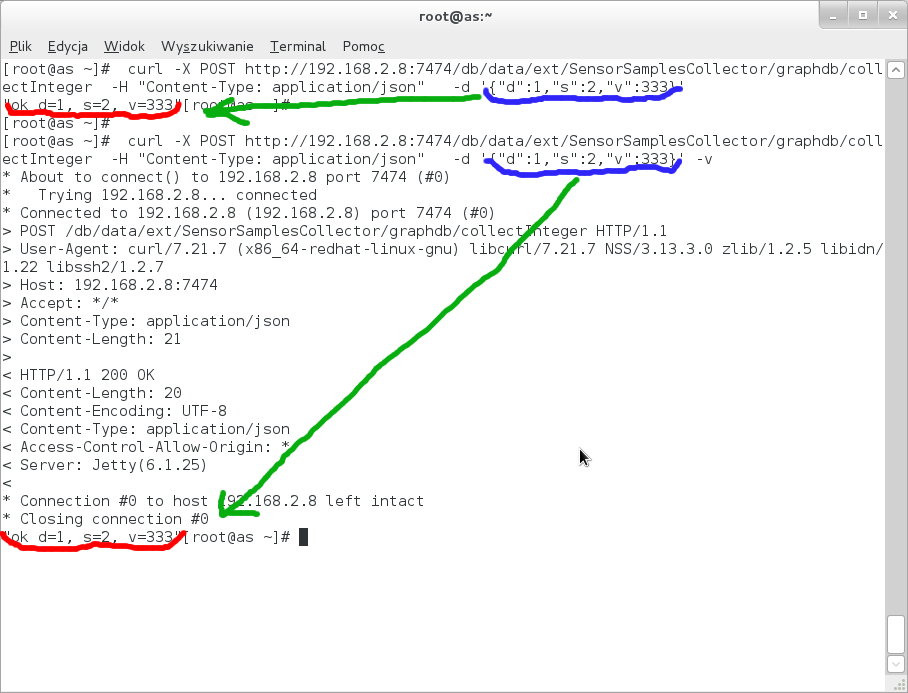 root@as:~
Plik Edycja Widok Wyszukiwanie Terminal Pomoc
[root@as ~]#  curl -X POST http://192.168.2.8:7474/db/data/ext/SensorSamplesCollector/graphdb/coll
ectInteger  -H "Content-Type: application/json"   -d '{"d":1,"s":2,"v":333}'
"ok d=1, s=2, v=333"[root@as ~]#
[root@as ~]#
[root@as ~]#  curl -X POST http://192.168.2.8:7474/db/data/ext/SensorSamplesCollector/graphdb/coll
ectInteger  -H "Content-Type: application/json"   -d '{"d":1,"s":2,"v":333}'  -v
* About to connect() to 192.168.2.8 port 7474 (#0)
*   Trying 192.168.2.8... connected
* Connected to 192.168.2.8 (192.168.2.8) port 7474 (#0)
> POST /db/data/ext/SensorSamplesCollector/graphdb/collectInteger HTTP/1.1
> User-Agent: curl/7.21.7 (x86_64-redhat-linux-gnu) libcurl/7.21.7 NSS/3.13.3.0 zlib/1.2.5 libidn/
1.22 libssh2/1.2.7
> Host: 192.168.2.8:7474
> Accept: */*
> Content-Type: application/json
> Content-Length: 21
>
< HTTP/1.1 200 OK
< Content-Length: 20
< Content-Encoding: UTF-8
< Content-Type: application/json
< Access-Control-Allow-Origin: *
< Server: Jetty(6.1.25)
<
* Connection #0 to host 192.168.2.8 left intact
* Closing connection #0
"ok d=1, s=2, v=333"[root@as ~]#